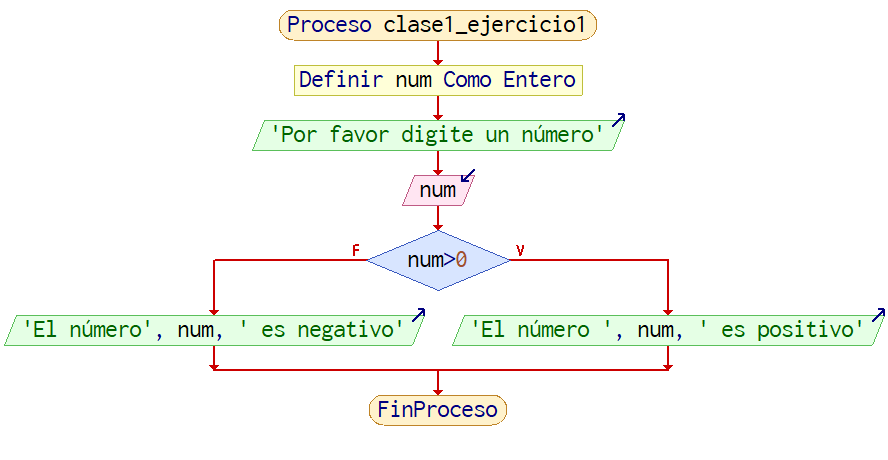 Proceso clase1_ejercicio1
Definir num Como Entero
'Por favor digite un número'
num
F
V
num>0
'El número', num, ' es negativo'
'El número ', num, ' es positivo'
FinProceso